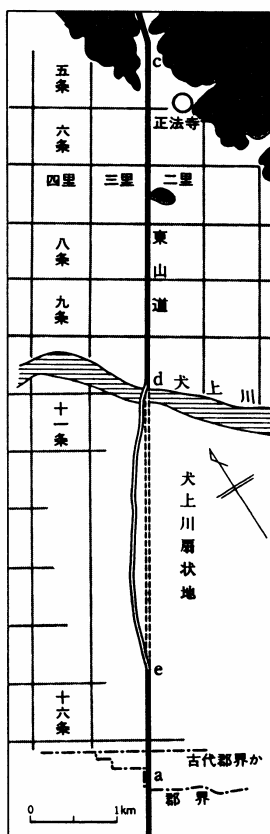 c
五条
正法寺
六条
四里 三里 二里
八条
東山道
九条
d
犬上川
十一条
犬上川扇状地
e
十六条
古代郡界か
a
郡界
0 1km